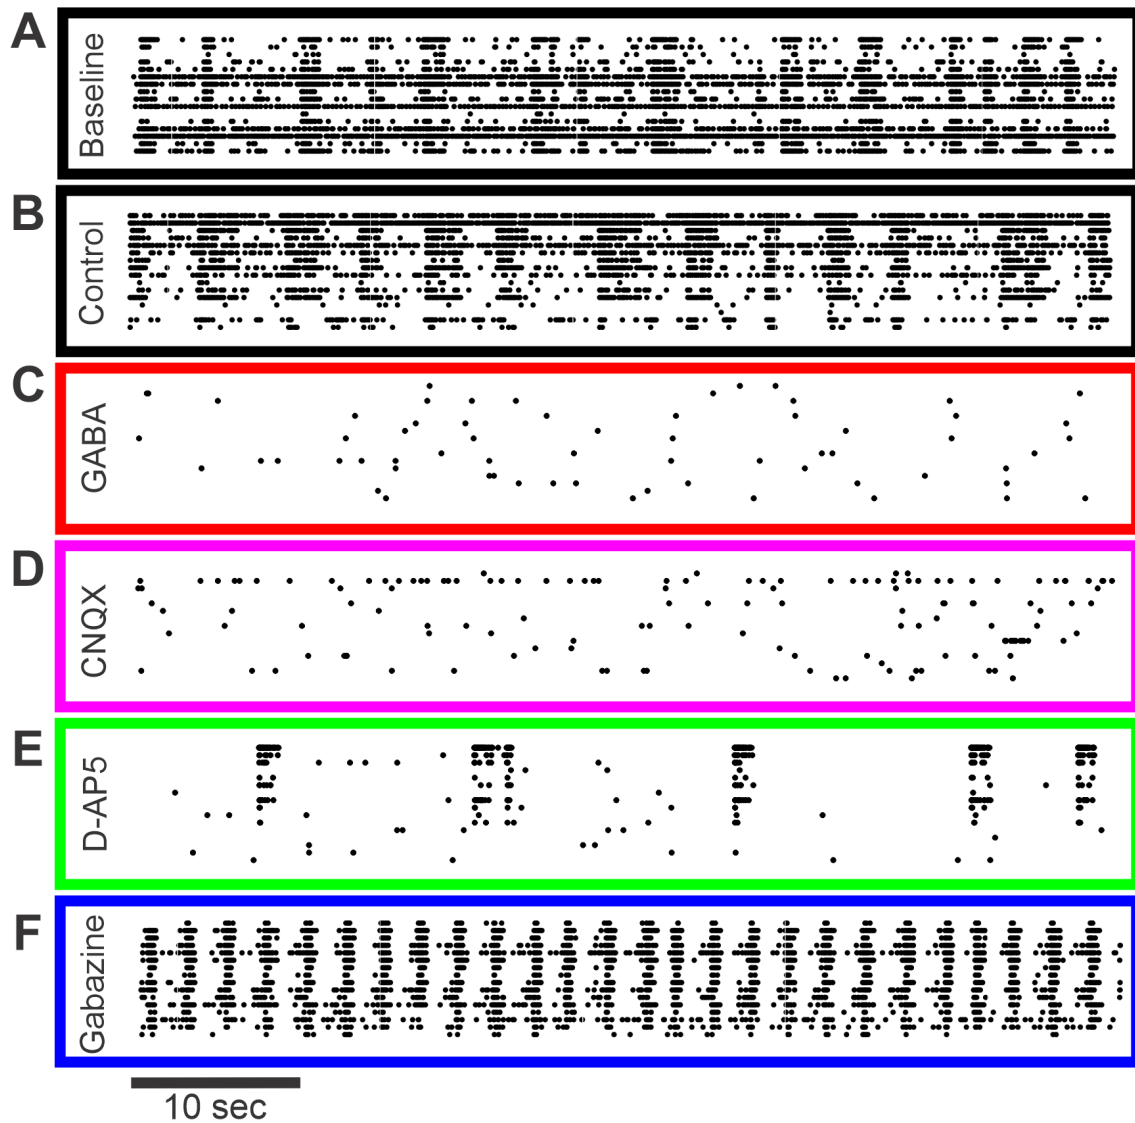 A
Baseline
B
Control
C
GABA
D
CNQX
E
D-AP5
F
Gabazine
10 sec